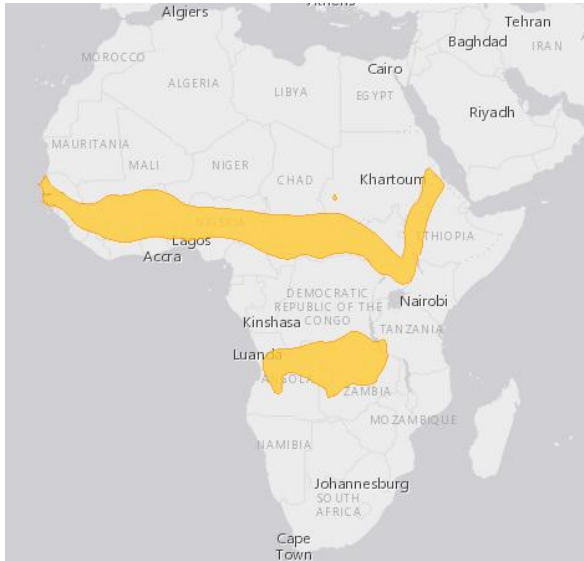 Algiers
Tehran
Baghdad
IRAN
MOROCCO
Cairo
ALGERIA
LIBYA
EGYPT
Riyadh
MAURITANIA
MALI
NIGER
CHAD
Khartoum
NIGERIA
ETHIOPIA
Lagos
Accra
DEMOCRATIC
REPUBLIC OF THE
CONGO
Nairobi
Kinshasa
TANZANIA
Luanda
ANGOLA
ZAMBIA
MOZAMBIQUE
NAMIBIA
Johannesburg
SOUTH
AFRICA
Cape
Town